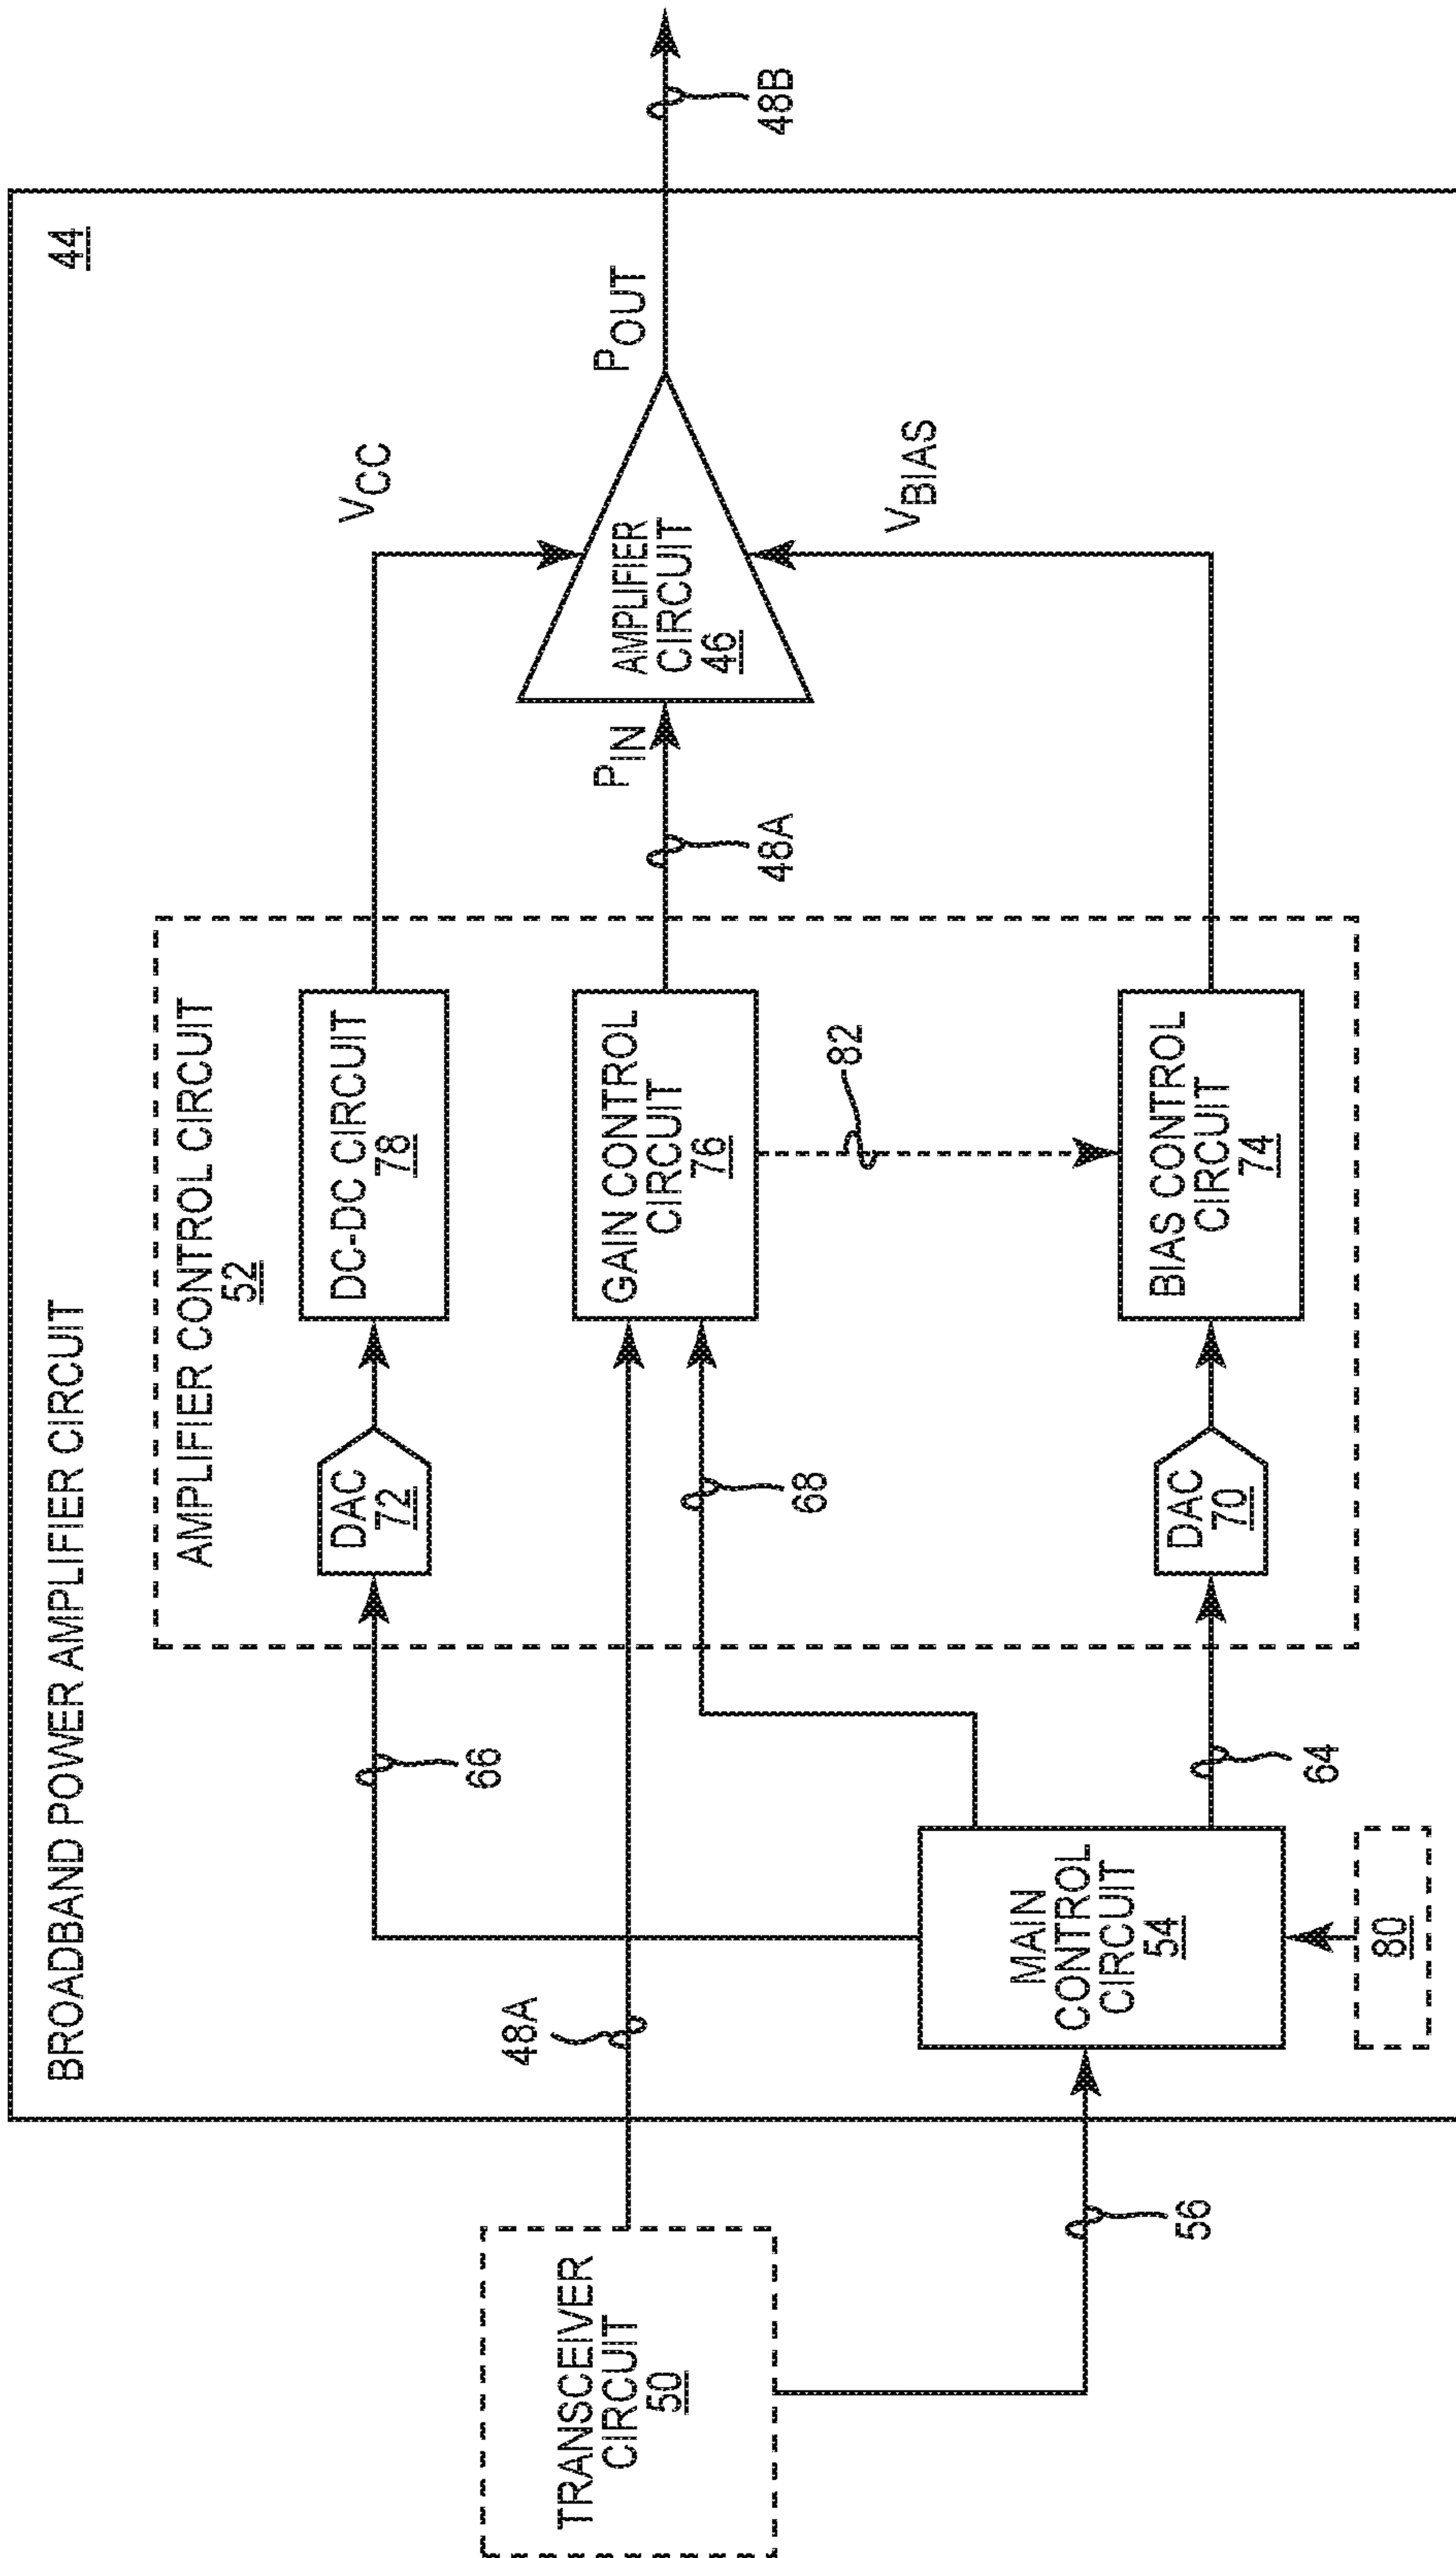 BROADBAND POWER AMPLIFIER CIRCUIT
44
AMPLIFIER CONTROL CIRCUIT
52
DAC
72
DC-DC CIRCUIT
78
VCC
66
TRANSCEIVER
CIRCUIT
50
48A
GAIN CONTROL
CIRCUIT
76
48A
PIN
AMPLIFIER
CIRCUIT
46
POUT
48B
68
82
VBIAS
56
MAIN
CONTROL
CIRCUIT
54
64
DAC
70
BIAS CONTROL
CIRCUIT
74
80